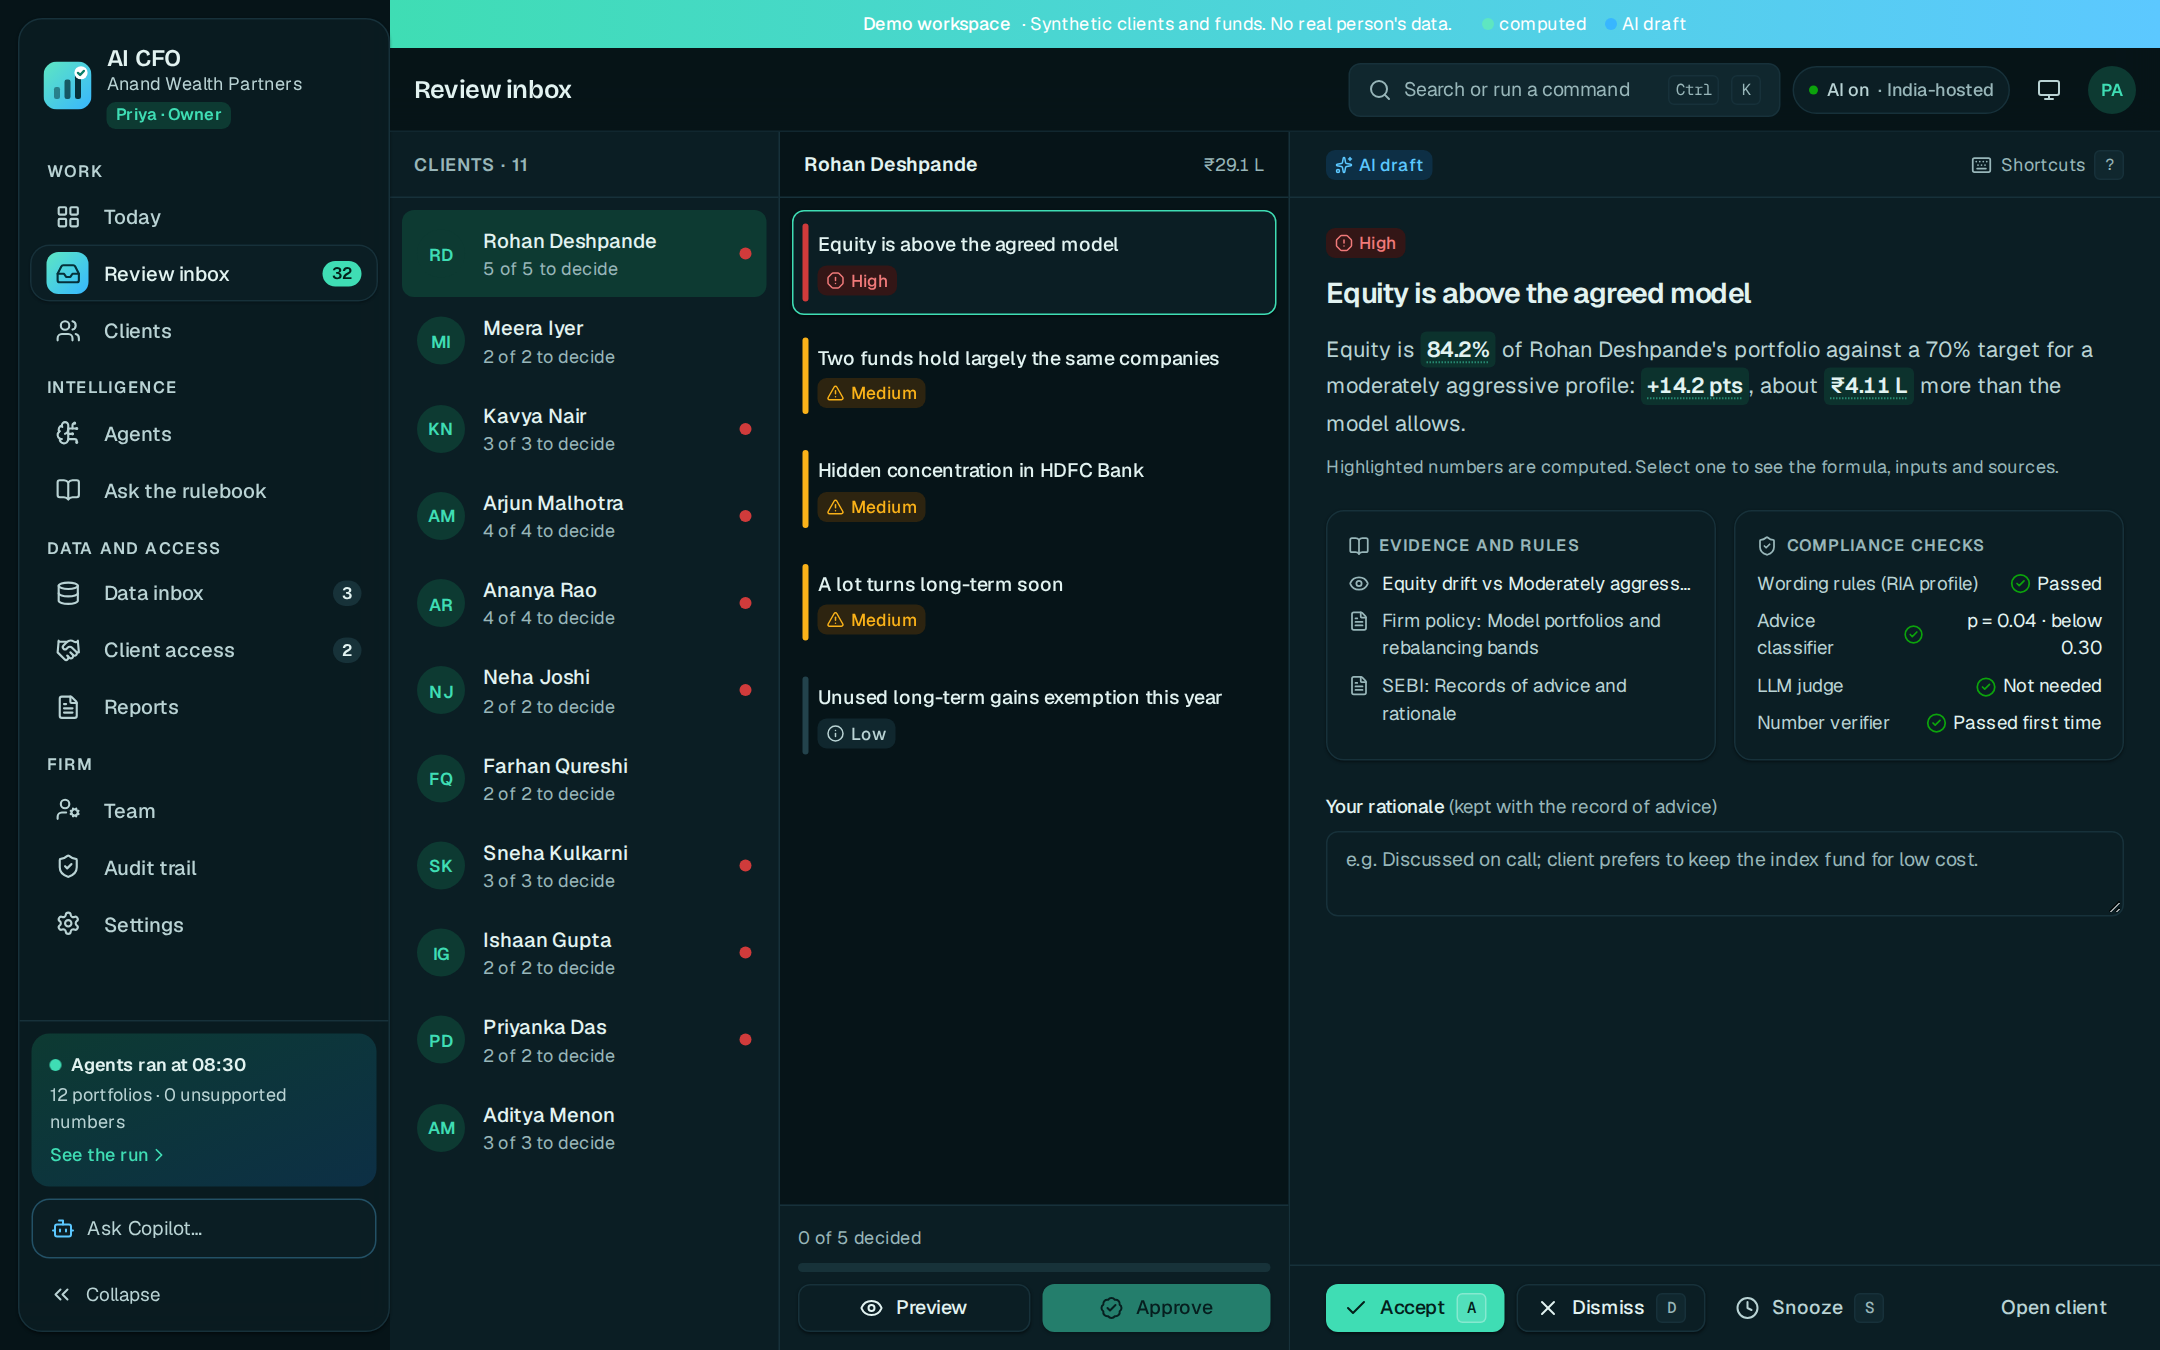 AI CFO
Anand Wealth Partners
Priya · Owner
WORK
Today
Review inbox 32
Clients
INTELLIGENCE
Agents
Ask the rulebook
DATA AND ACCESS
Data inbox 3
Client access 2
Reports
FIRM
Team
Audit trail
Settings
Agents ran at 08:30
12 portfolios · 0 unsupported
numbers
See the run
Ask Copilot...
Collapse
Demo workspace · Synthetic clients and funds. No real person's data. computed AI draft
Review inbox
Search or run a command Ctrl K
AI on · India-hosted
PA
CLIENTS · 11
RD Rohan Deshpande
5 of 5 to decide
MI Meera Iyer
2 of 2 to decide
KN Kavya Nair
3 of 3 to decide
AM Arjun Malhotra
4 of 4 to decide
AR Ananya Rao
4 of 4 to decide
NJ Neha Joshi
2 of 2 to decide
FQ Farhan Qureshi
2 of 2 to decide
SK Sneha Kulkarni
3 of 3 to decide
IG Ishaan Gupta
2 of 2 to decide
PD Priyanka Das
2 of 2 to decide
AM Aditya Menon
3 of 3 to decide
Rohan Deshpande ₹29.1 L
Equity is above the agreed model
High
Two funds hold largely the same companies
Medium
Hidden concentration in HDFC Bank
Medium
A lot turns long-term soon
Medium
Unused long-term gains exemption this year
Low
0 of 5 decided
Preview
Approve
AI draft
Shortcuts ?
High
Equity is above the agreed model
Equity is 84.2% of Rohan Deshpande's portfolio against a 70% target for a
moderately aggressive profile: +14.2 pts, about ₹4.11 L more than the
model allows.
Highlighted numbers are computed. Select one to see the formula, inputs and sources.
EVIDENCE AND RULES
Equity drift vs Moderately aggress...
Firm policy: Model portfolios and
rebalancing bands
SEBI: Records of advice and
rationale
COMPLIANCE CHECKS
Wording rules (RIA profile) Passed
Advice
classifier
p = 0.04 · below
0.30
LLM judge Not needed
Number verifier Passed first time
Your rationale (kept with the record of advice)
e.g. Discussed on call; client prefers to keep the index fund for low cost.
Accept A
Dismiss D
Snooze S
Open client